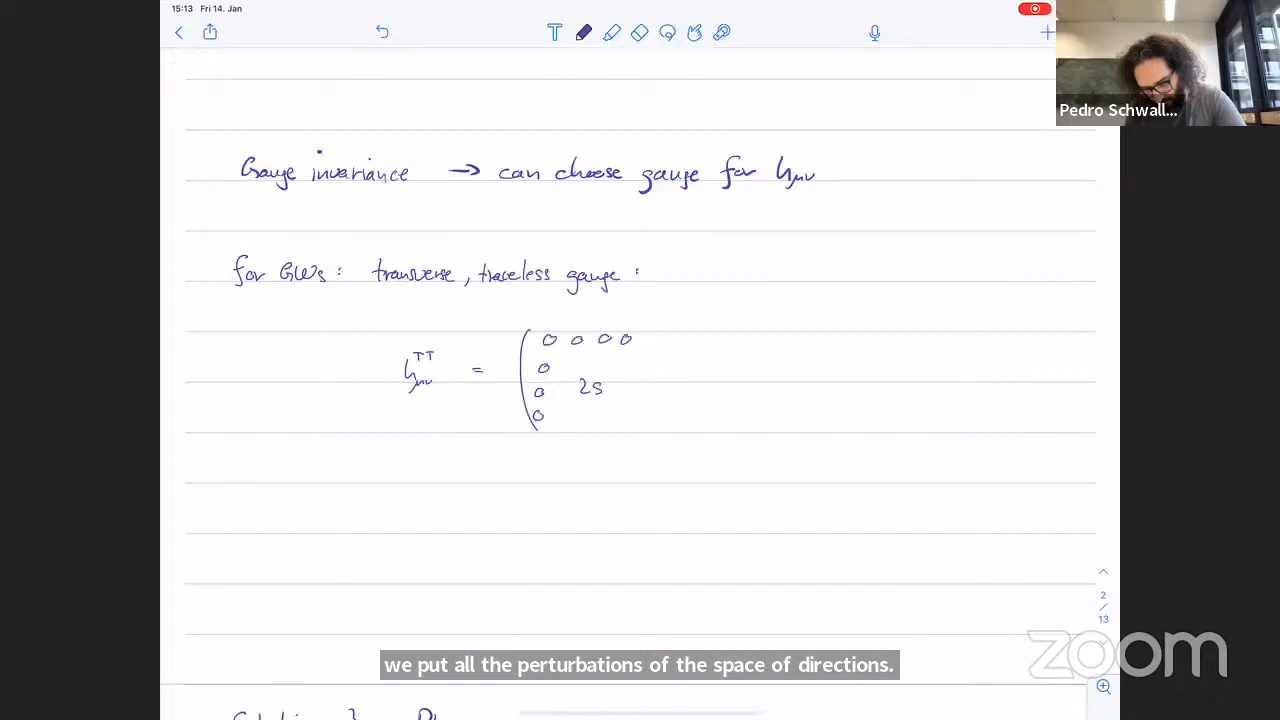 15:13 Fri 14. Jan
Pedro Schwall...
Gauge invariance → can choose gauge for hμν
for GWs : transverse, traceless gauge :
hμν^TT = ( 0 0 0 0
0
0 2s
0
2
/
13
zoom
we put all the perturbations of the space of directions.